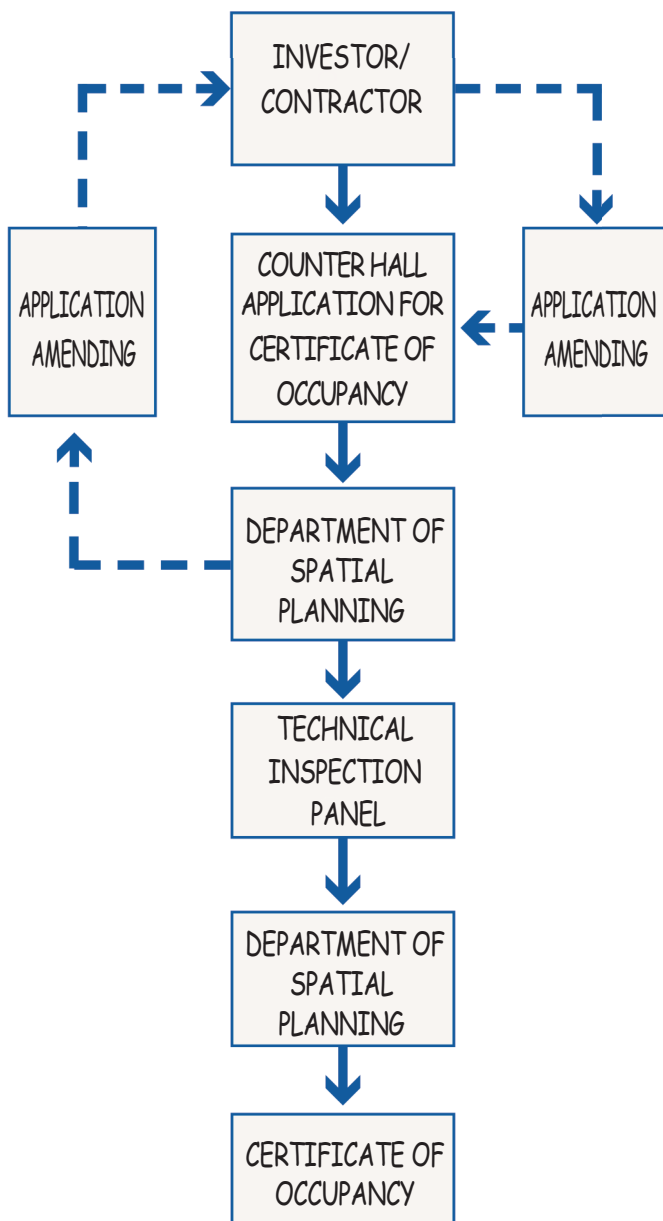 INVESTOR/
CONTRACTOR
APPLICATION
AMENDING
COUNTER HALL
APPLICATION FOR
CERTIFICATE OF
OCCUPANCY
APPLICATION
AMENDING
DEPARTMENT OF
SPATIAL
PLANNING
TECHNICAL
INSPECTION
PANEL
DEPARTMENT OF
SPATIAL
PLANNING
CERTIFICATE OF
OCCUPANCY